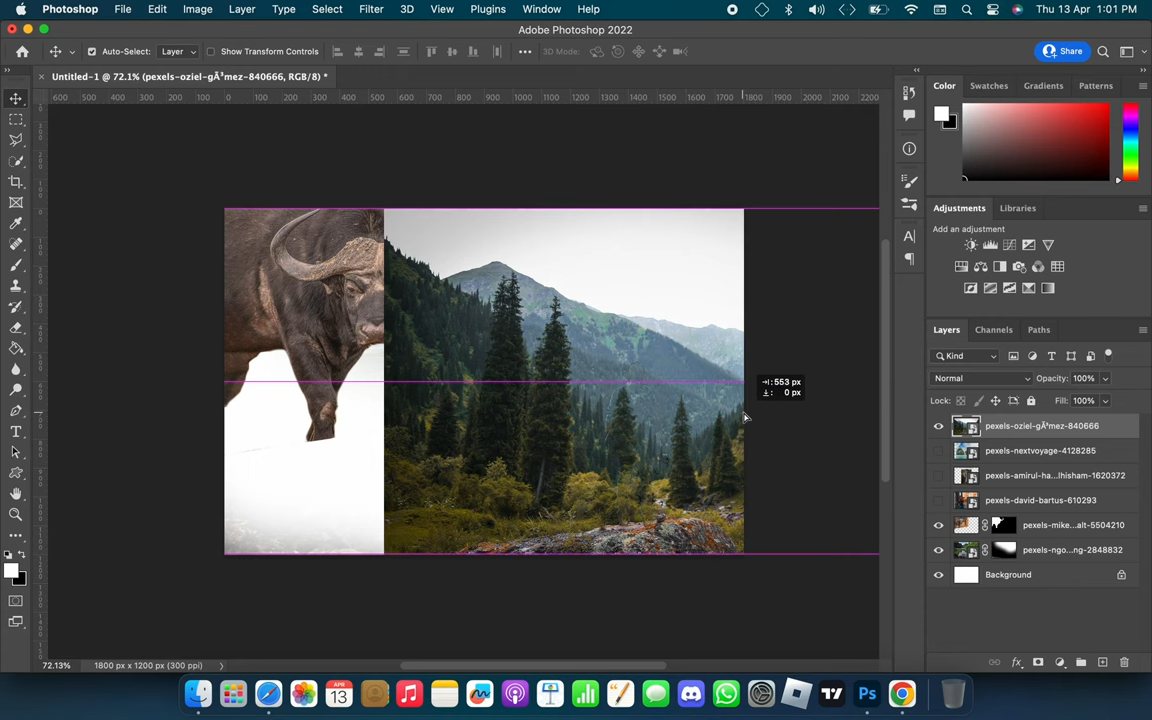 Photoshop File Edit Image Layer Type Select Filter 3D View Plugins Window Help Thu 13 Apr 1:01 PM
Adobe Photoshop 2022
Auto-Select: Layer Show Transform Controls 3D Mode: Share
Untitled-1 @ 72.1% (pexels-oziel-gÃ³mez-840666, RGB/8) *
600 500 400 300 200 100 0 100 200 300 400 500 600 700 800 900 1000 1100 1200 1300 1400 1500 1600 1700 1800 1900 2000 2100 2200
Color Swatches Gradients Patterns
Adjustments Libraries
Add an adjustment
Layers Channels Paths
Kind
Normal Opacity: 100%
Lock: Fill: 100%
553 px
0 px
pexels-oziel-gÃ³mez-840666
pexels-nextvoyage-4128285
pexels-amirul-ha...lhisham-1620372
pexels-david-bartus-610293
pexels-mike...alt-5504210
pexels-ngo...ng-2848832
Background
72.13% 1800 px x 1200 px (300 ppi)
APR
13
Ps